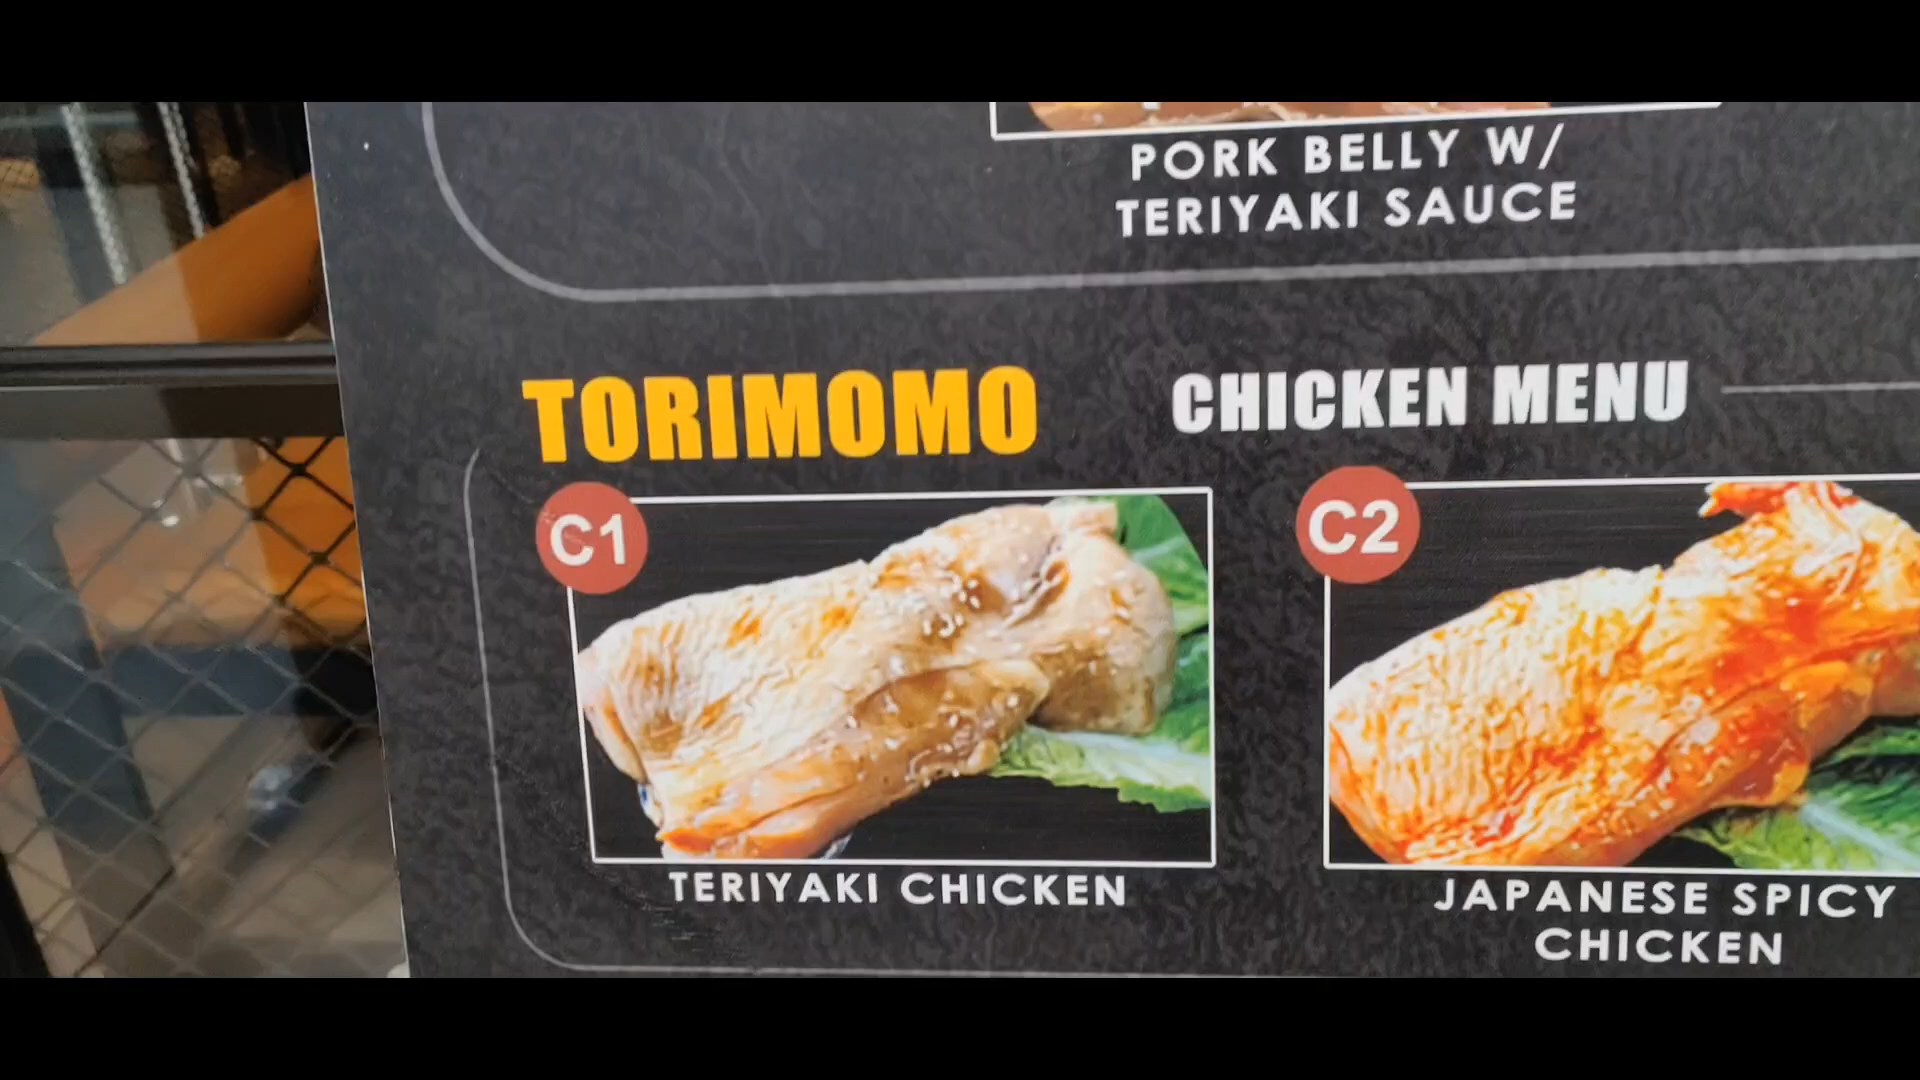 PORK BELLY W/
TERIYAKI SAUCE
TORIMOMO
CHICKEN MENU
C1
C2
TERIYAKI CHICKEN
JAPANESE SPICY
CHICKEN